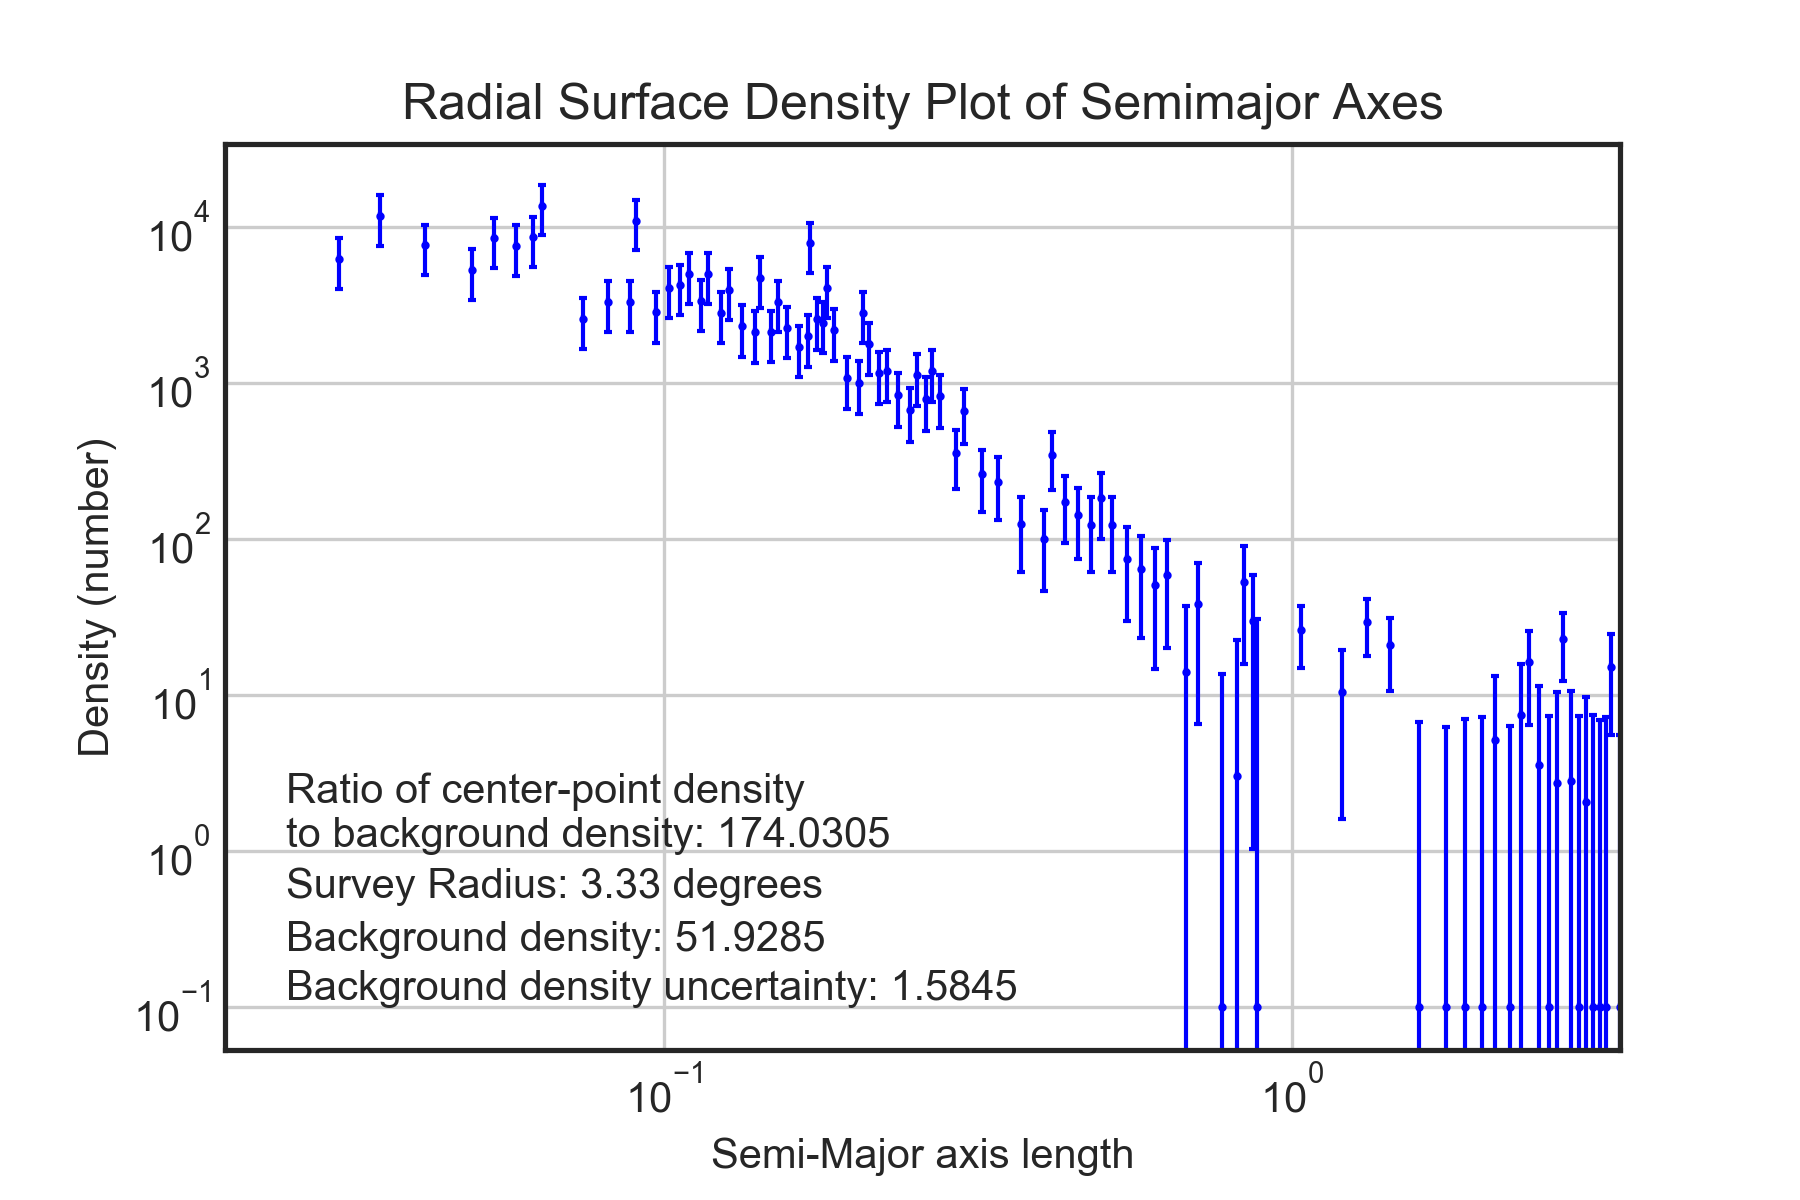 Radial Surface Density Plot of Semimajor Axes
10^4
10^3
10^2
10^1
10^0
10^−1
Density (number)
Ratio of center-point density
to background density: 174.0305
Survey Radius: 3.33 degrees
Background density: 51.9285
Background density uncertainty: 1.5845
10^−1
10^0
Semi-Major axis length